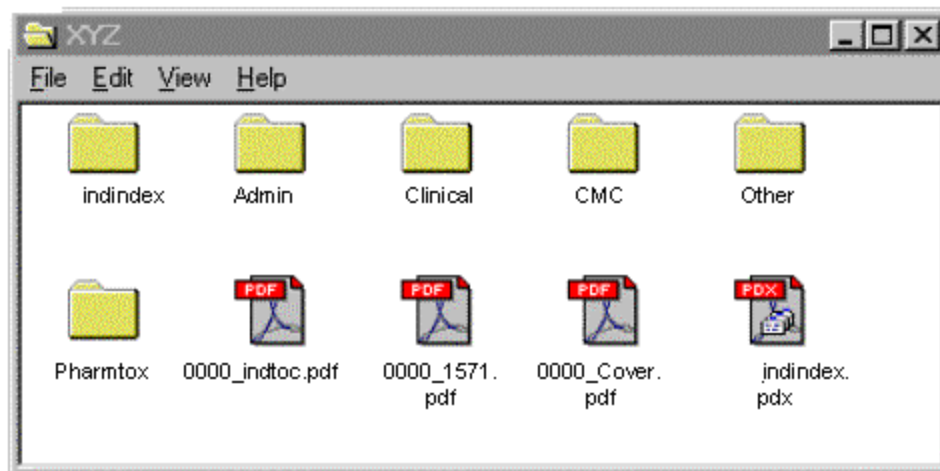 XYZ
File Edit View Help
indindex Admin Clinical CMC Other
PDF PDF PDF PDX
Pharmtox 0000_indtoc.pdf 0000_1571. 0000_Cover. indindex.
pdf pdf pdx